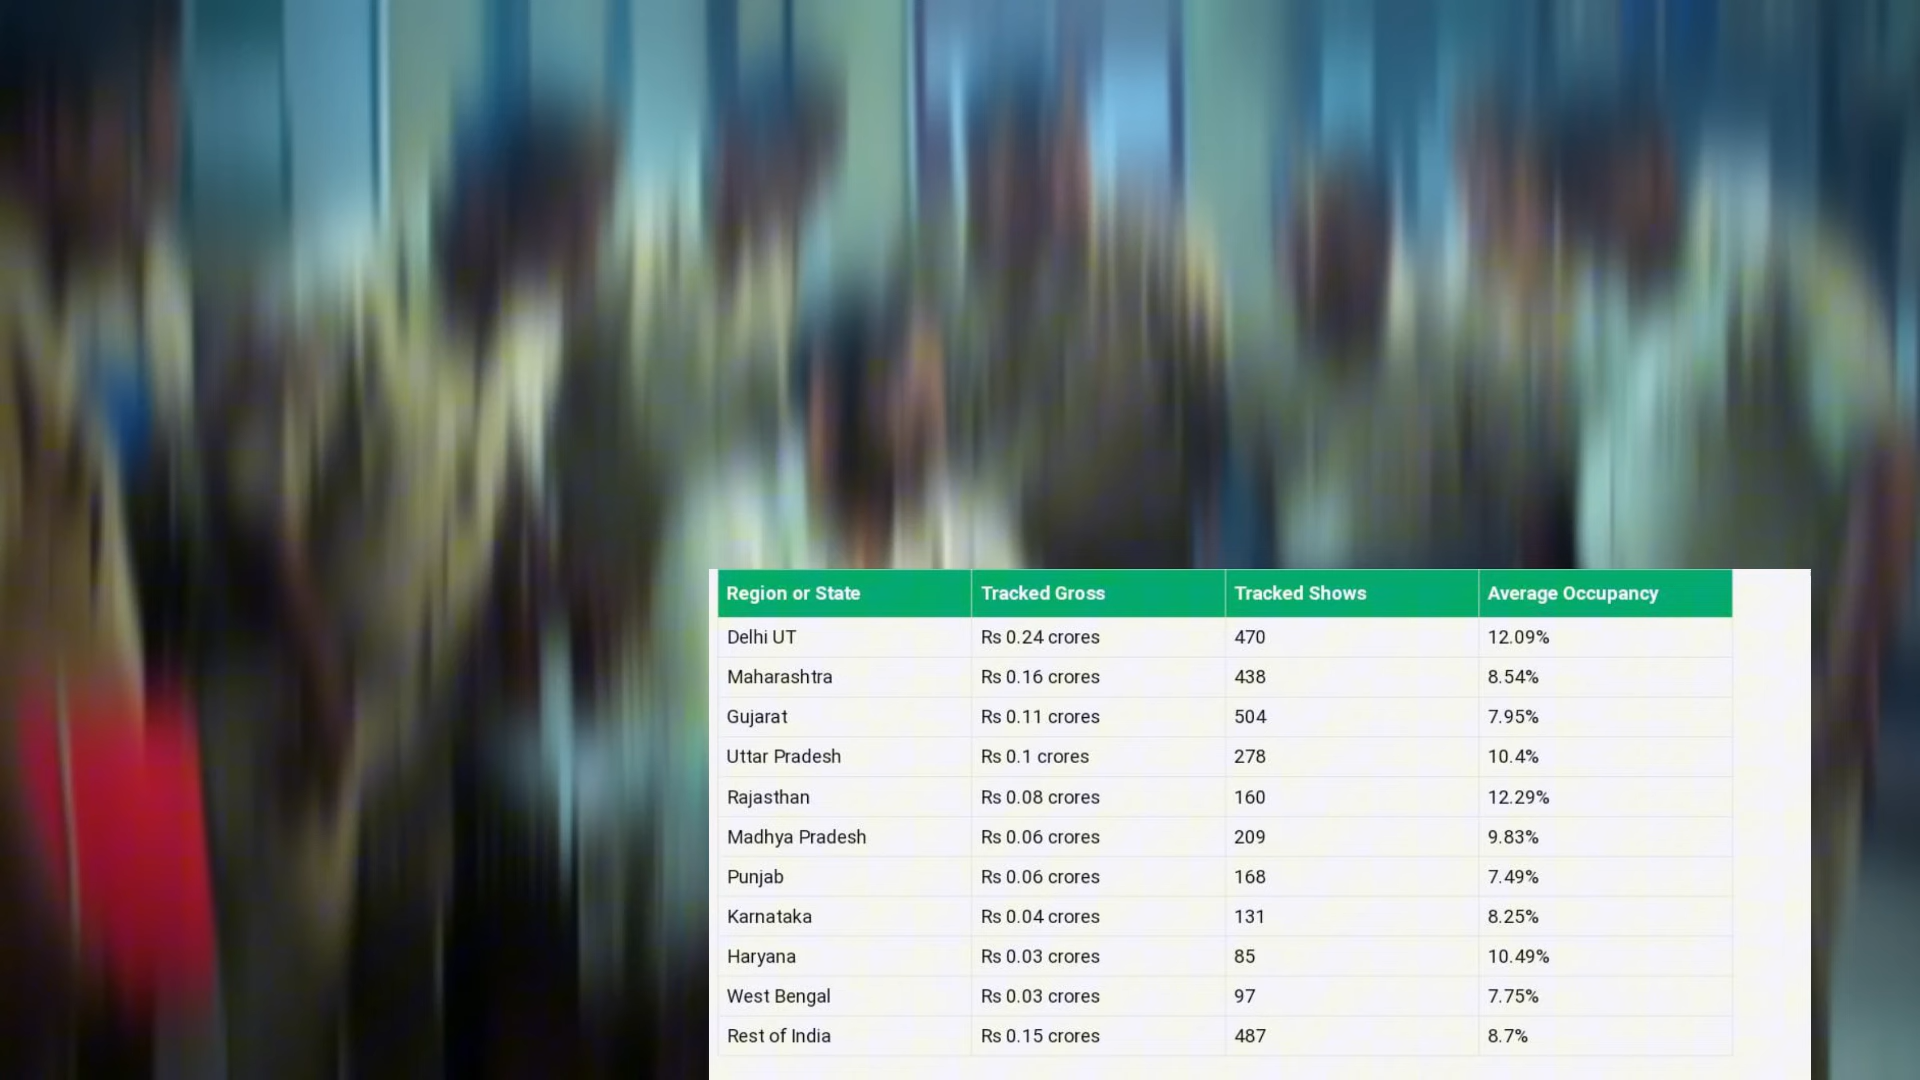 Region or State Tracked Gross Tracked Shows Average Occupancy
Delhi UT Rs 0.24 crores 470 12.09%
Maharashtra Rs 0.16 crores 438 8.54%
Gujarat Rs 0.11 crores 504 7.95%
Uttar Pradesh Rs 0.1 crores 278 10.4%
Rajasthan Rs 0.08 crores 160 12.29%
Madhya Pradesh Rs 0.06 crores 209 9.83%
Punjab Rs 0.06 crores 168 7.49%
Karnataka Rs 0.04 crores 131 8.25%
Haryana Rs 0.03 crores 85 10.49%
West Bengal Rs 0.03 crores 97 7.75%
Rest of India Rs 0.15 crores 487 8.7%